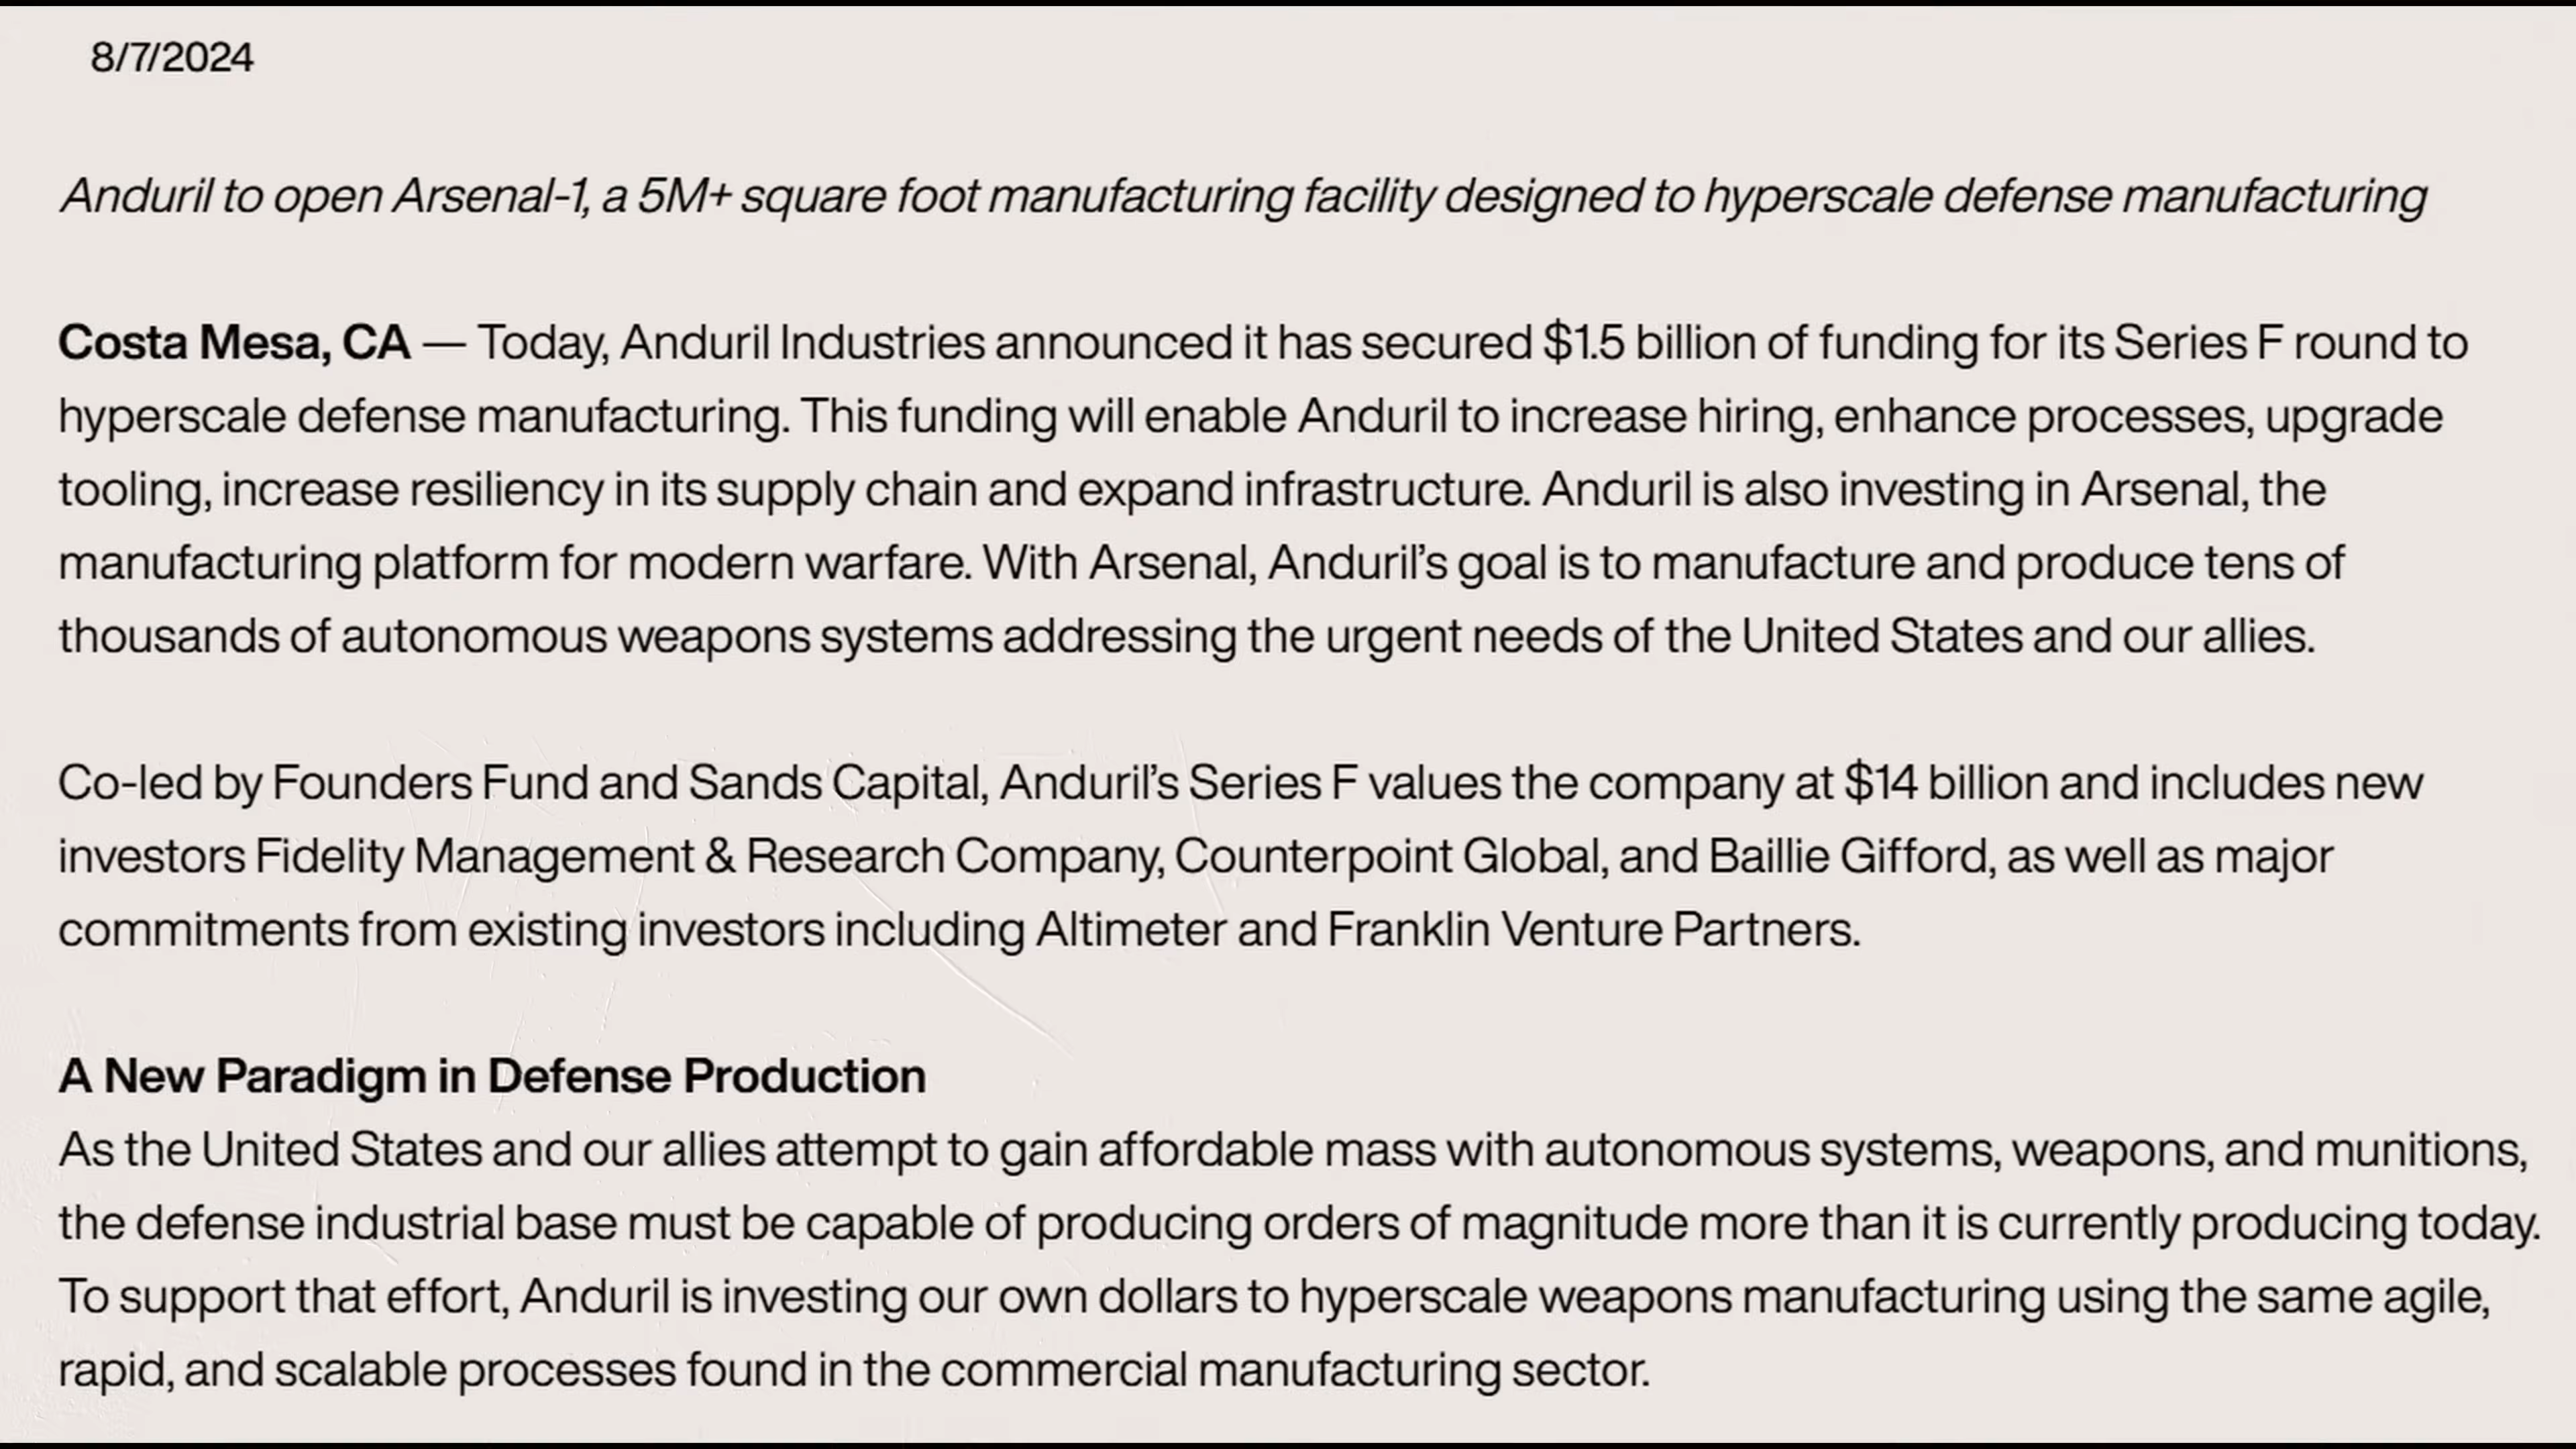 8/7/2024
Anduril to open Arsenal-1, a 5M+ square foot manufacturing facility designed to hyperscale defense manufacturing
Costa Mesa, CA — Today, Anduril Industries announced it has secured $1.5 billion of funding for its Series F round to
hyperscale defense manufacturing. This funding will enable Anduril to increase hiring, enhance processes, upgrade
tooling, increase resiliency in its supply chain and expand infrastructure. Anduril is also investing in Arsenal, the
manufacturing platform for modern warfare. With Arsenal, Anduril’s goal is to manufacture and produce tens of
thousands of autonomous weapons systems addressing the urgent needs of the United States and our allies.
Co-led by Founders Fund and Sands Capital, Anduril’s Series F values the company at $14 billion and includes new
investors Fidelity Management & Research Company, Counterpoint Global, and Baillie Gifford, as well as major
commitments from existing investors including Altimeter and Franklin Venture Partners.
A New Paradigm in Defense Production
As the United States and our allies attempt to gain affordable mass with autonomous systems, weapons, and munitions,
the defense industrial base must be capable of producing orders of magnitude more than it is currently producing today.
To support that effort, Anduril is investing our own dollars to hyperscale weapons manufacturing using the same agile,
rapid, and scalable processes found in the commercial manufacturing sector.